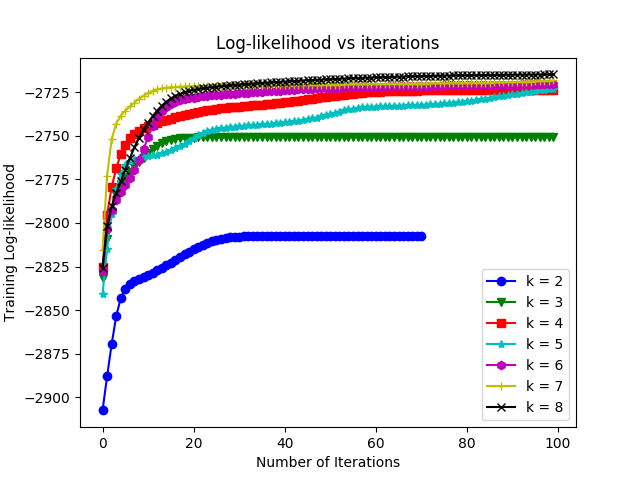 Log-likelihood vs iterations
Training Log-likelihood
−2725
−2750
−2775
−2800
−2825
−2850
−2875
−2900
0
20
40
60
80
100
Number of Iterations
k = 2
k = 3
k = 4
k = 5
k = 6
k = 7
k = 8